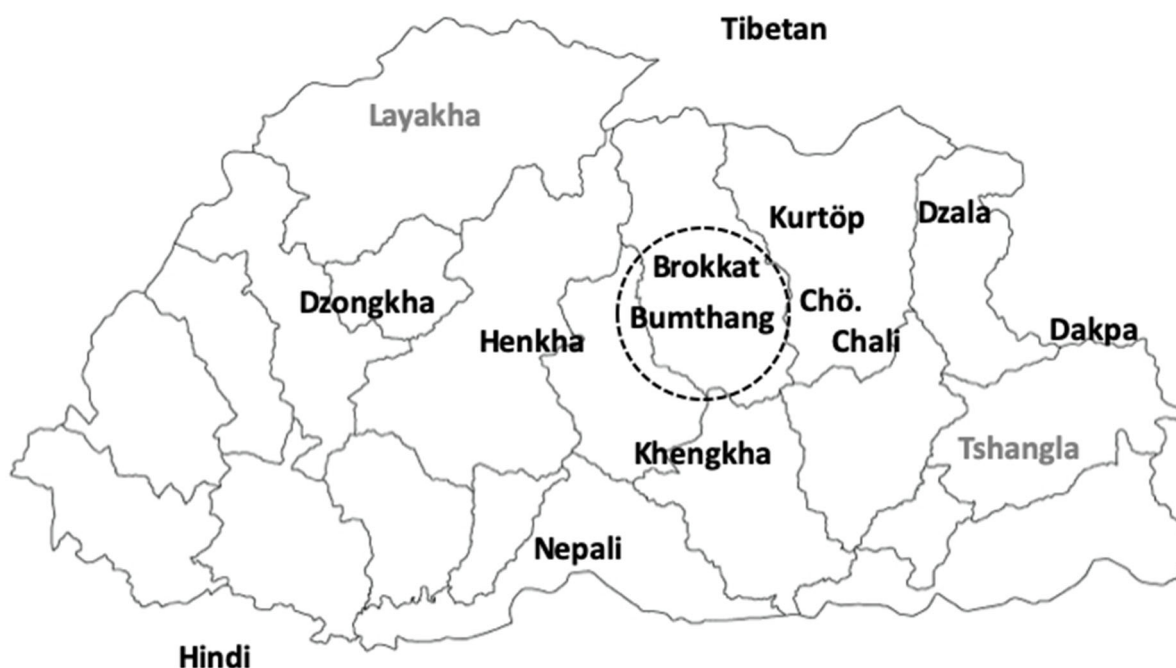 Tibetan
Layakha
Kurtöp
Dzala
Brokkat
Dzongkha
Bumthang
Chö.
Henkha
Chali
Dakpa
Khengkha
Tshangla
Nepali
Hindi